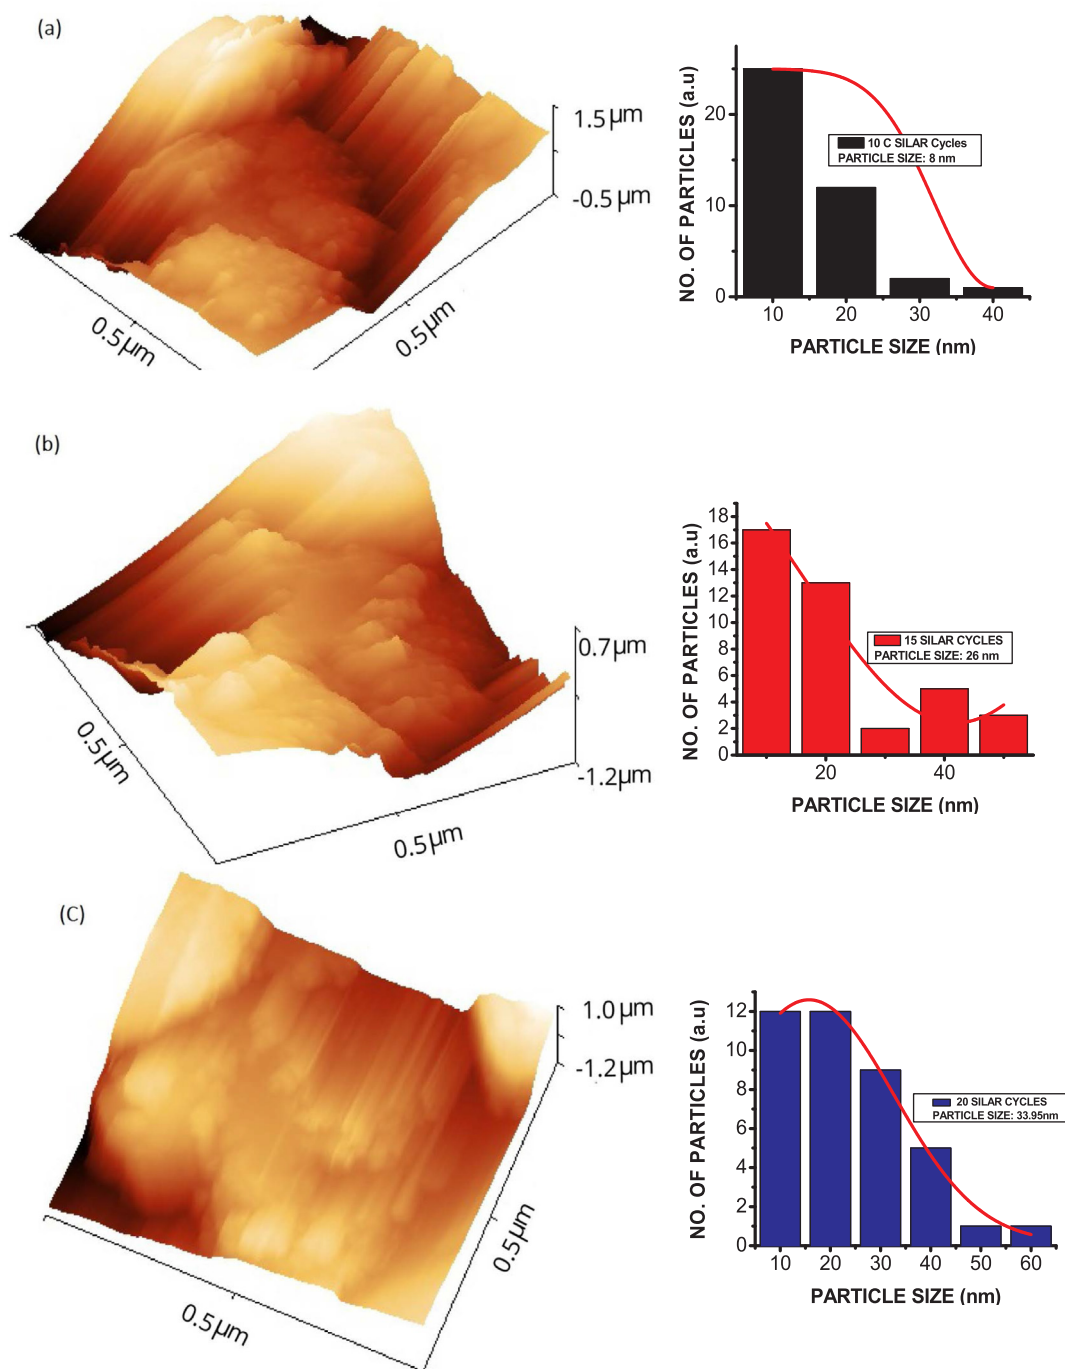 (a)
1.5 µm
-0.5 µm
0.5 µm
0.5 µm
NO. OF PARTICLES (a.u)
20
10
0
10 C SILAR Cycles
PARTICLE SIZE: 8 nm
10 20 30 40
PARTICLE SIZE (nm)
(b)
0.7 µm
-1.2 µm
0.5 µm
0.5 µm
NO. OF PARTICLES (a.u)
18
16
14
12
10
8
6
4
2
0
15 SILAR CYCLES
PARTICLE SIZE: 26 nm
20 40
PARTICLE SIZE (nm)
(C)
1.0 µm
-1.2 µm
0.5 µm
0.5 µm
NO. OF PARTICLES (a.u)
12
10
8
6
4
2
0
20 SILAR CYCLES
PARTICLE SIZE: 33.95nm
10 20 30 40 50 60
PARTICLE SIZE (nm)